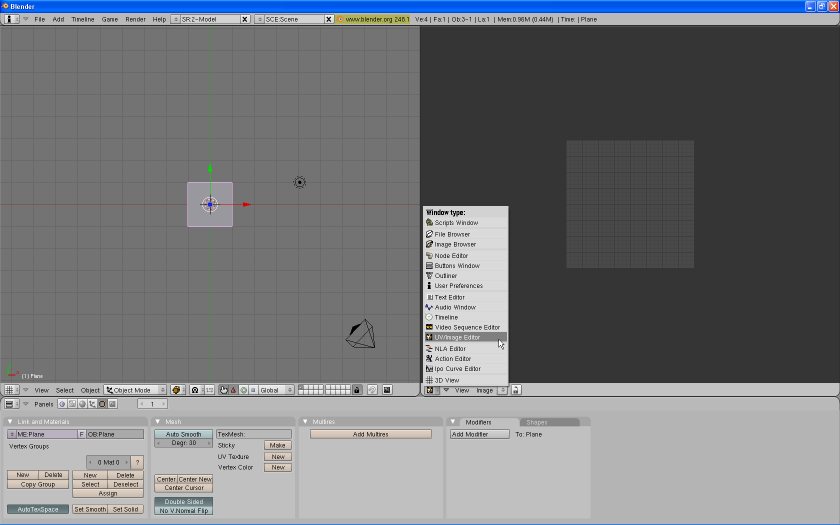 Blender
File Add Timeline Game Render Help SR:2-Model SCE:Scene www.blender.org 246.1 Ve:4 | Fa:1 | Ob:3-1 | La:1 | Mem:0.96M (0.44M) | Time: | Plane
Window type:
Scripts Window
File Browser
Image Browser
Node Editor
Buttons Window
Outliner
User Preferences
Text Editor
Audio Window
Timeline
Video Sequence Editor
UV/Image Editor
NLA Editor
Action Editor
Ipo Curve Editor
3D View
(1) Plane
View Select Object Object Mode Global View Image
Panels 1
Link and Materials Mesh Multires Modifiers Shapes
ME:Plane F OB:Plane
Vertex Groups
0 Mat 0 ?
New Delete New Delete
Copy Group Select Deselect
Assign
AutoTexSpace Set Smooth Set Solid
Auto Smooth
Degr: 30
TexMesh:
Sticky Make
UV Texture New
Vertex Color New
Center Center New
Center Cursor
Double Sided
No V.Normal Flip
Add Multires
Add Modifier To: Plane